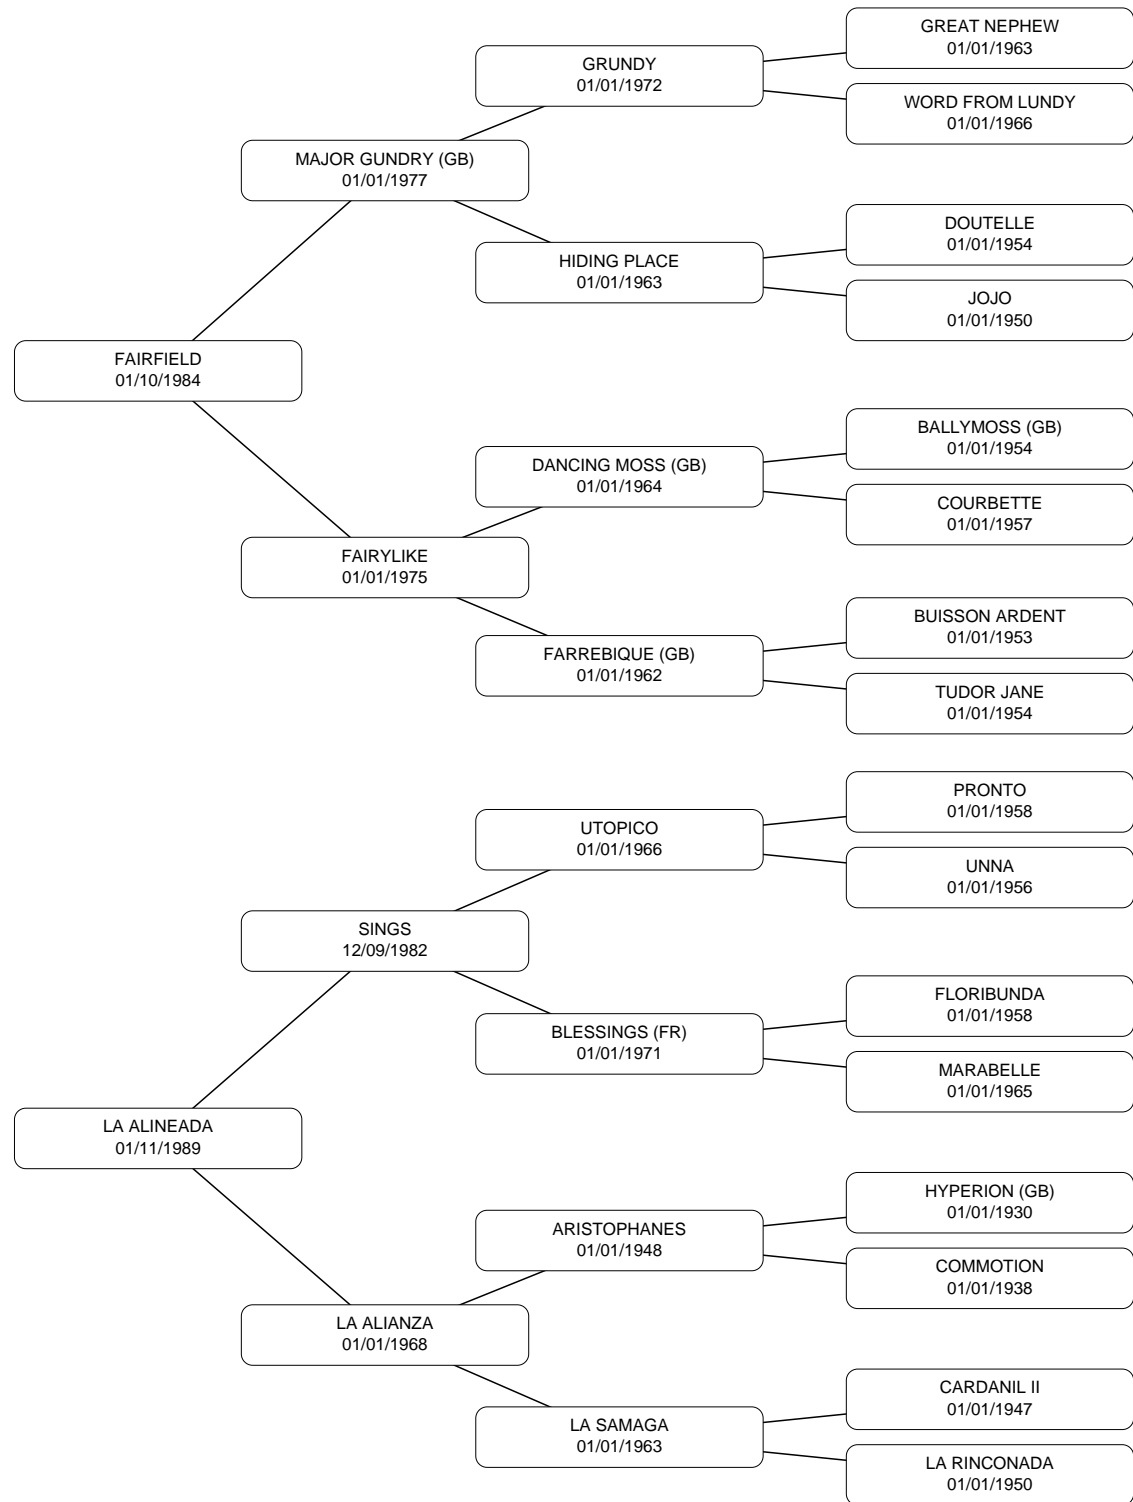 GREAT NEPHEW
01/01/1963
GRUNDY
01/01/1972
WORD FROM LUNDY
01/01/1966
MAJOR GUNDRY (GB)
01/01/1977
DOUTELLE
01/01/1954
HIDING PLACE
01/01/1963
JOJO
01/01/1950
FAIRFIELD
01/10/1984
BALLYMOSS (GB)
01/01/1954
DANCING MOSS (GB)
01/01/1964
COURBETTE
01/01/1957
FAIRYLIKE
01/01/1975
BUISSON ARDENT
01/01/1953
FARREBIQUE (GB)
01/01/1962
TUDOR JANE
01/01/1954
PRONTO
01/01/1958
UTOPICO
01/01/1966
UNNA
01/01/1956
SINGS
12/09/1982
FLORIBUNDA
01/01/1958
BLESSINGS (FR)
01/01/1971
MARABELLE
01/01/1965
LA ALINEADA
01/11/1989
HYPERION (GB)
01/01/1930
ARISTOPHANES
01/01/1948
COMMOTION
01/01/1938
LA ALIANZA
01/01/1968
CARDANIL II
01/01/1947
LA SAMAGA
01/01/1963
LA RINCONADA
01/01/1950